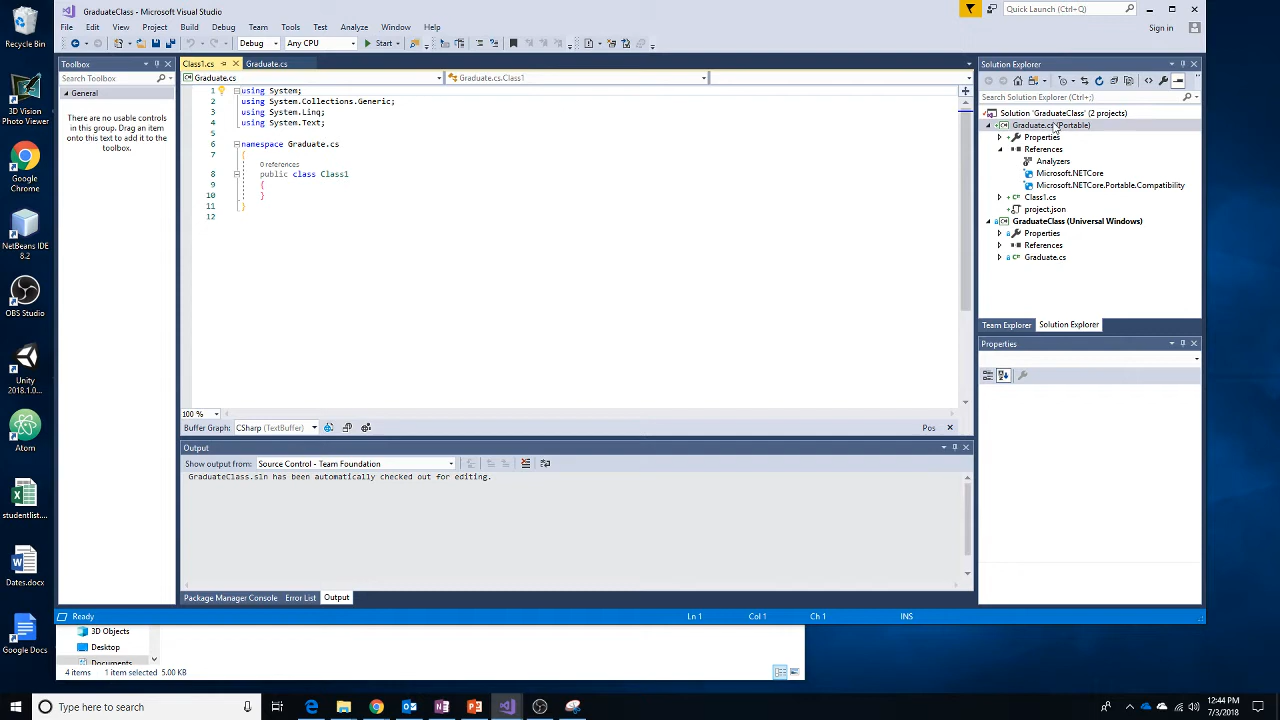 Recycle Bin
3D Vision Photo Viewer
Google Chrome
NetBeans IDE 8.2
OBS Studio
Unity 2018.1.0...
Atom
studentlist....
Dates.docx
Google Docs
GraduateClass - Microsoft Visual Studio
Quick Launch (Ctrl+Q)
File Edit View Project Build Debug Team Tools Test Analyze Window Help
Sign in
Debug Any CPU Start
Toolbox
Search Toolbox
General
There are no usable controls in this group. Drag an item onto this text to add it to the toolbox.
Class1.cs Graduate.cs
Graduate.cs Graduate.cs.Class1
1 using System;
2 using System.Collections.Generic;
3 using System.Linq;
4 using System.Text;
5
6 namespace Graduate.cs
7 {
0 references
8 public class Class1
9 {
10 }
11 }
12
100 %
Buffer Graph: CSharp (TextBuffer) Pos
Output
Show output from: Source Control - Team Foundation
GraduateClass.sln has been automatically checked out for editing.
Package Manager Console Error List Output
Solution Explorer
Search Solution Explorer (Ctrl+;)
Solution 'GraduateClass' (2 projects)
Graduate.cs (Portable)
Properties
References
Analyzers
Microsoft.NETCore
Microsoft.NETCore.Portable.Compatibility
Class1.cs
project.json
GraduateClass (Universal Windows)
Properties
References
Graduate.cs
Team Explorer Solution Explorer
Properties
Ready Ln 1 Col 1 Ch 1 INS
3D Objects
Desktop
Documents
4 items 1 item selected 5.00 KB
Type here to search
12:44 PM
7/3/2018